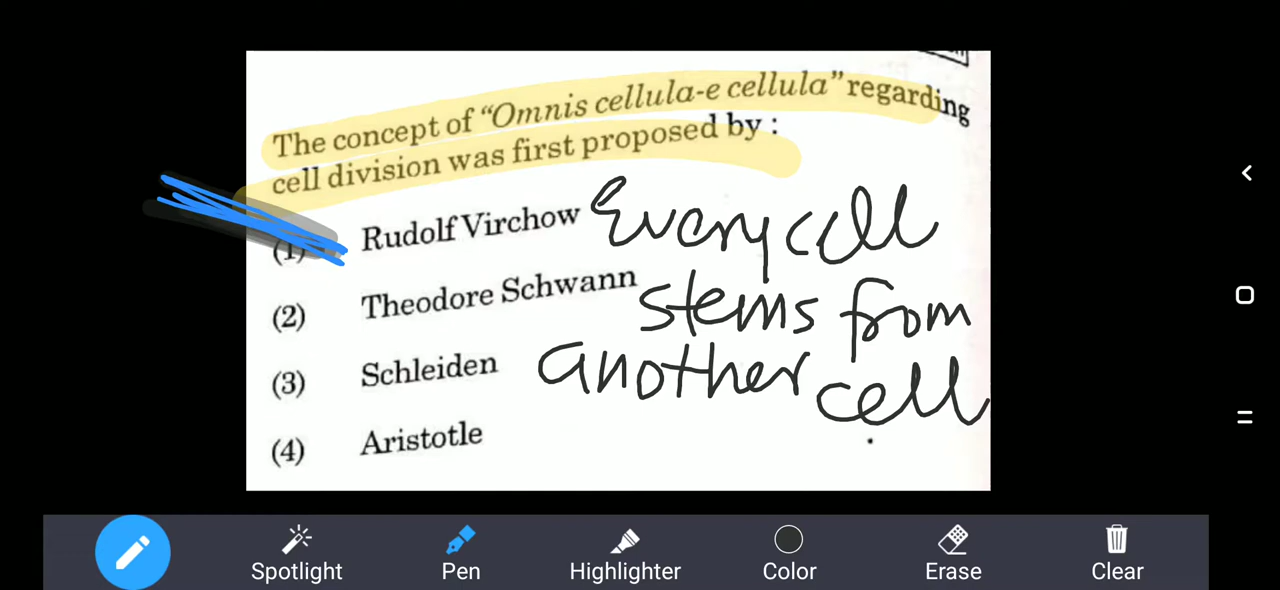 The concept of “Omnis cellula-e cellula” regarding
cell division was first proposed by :
(1) Rudolf Virchow
Every cell
(2) Theodore Schwann
stems from
(3) Schleiden
another
cell
(4) Aristotle
Spotlight Pen Highlighter Color Erase Clear